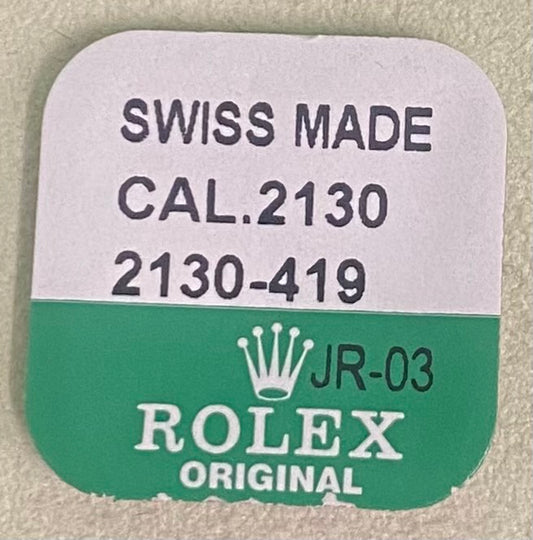 SWISS MADE
CAL.2130
2130-419
JR-03
ROLEX
ORIGINAL